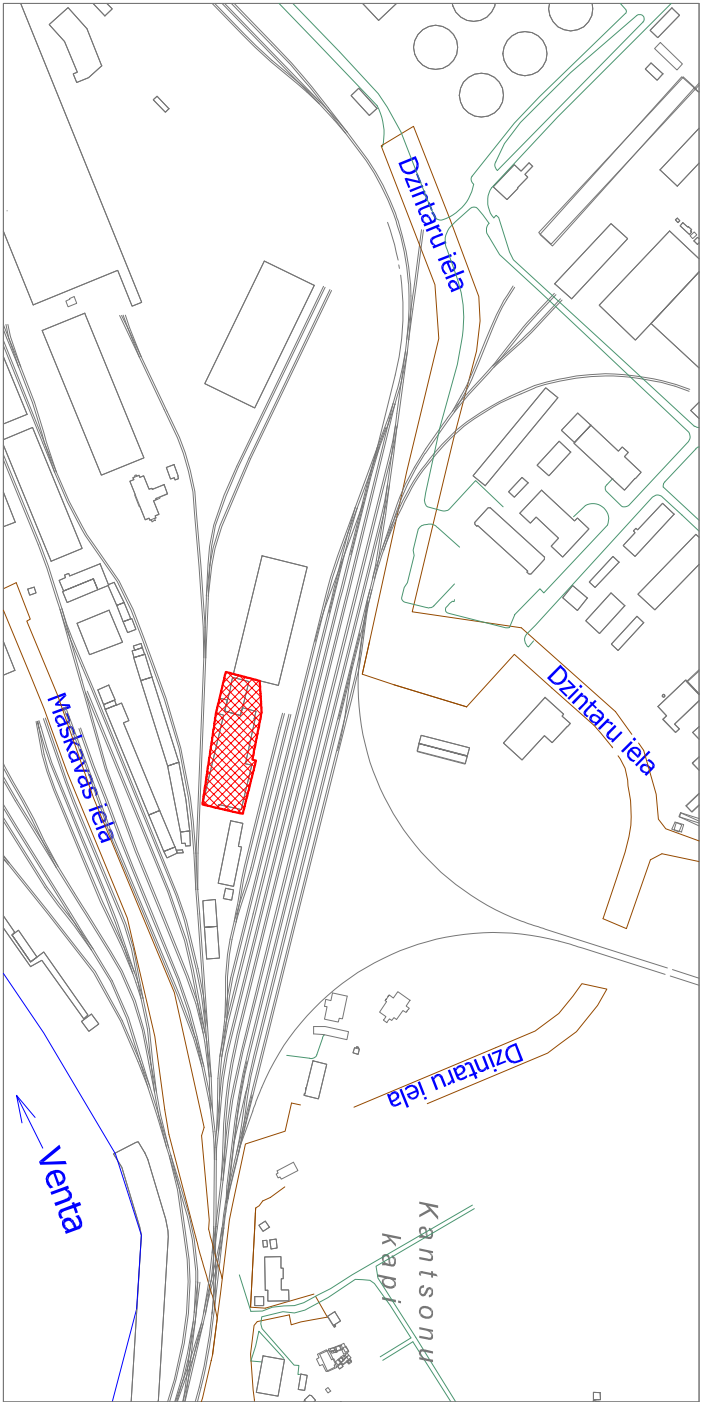 Dzintaru iela
Dzintaru iela
Maskavas iela
Dzintaru iela
Venta
Kantsonu
kapi